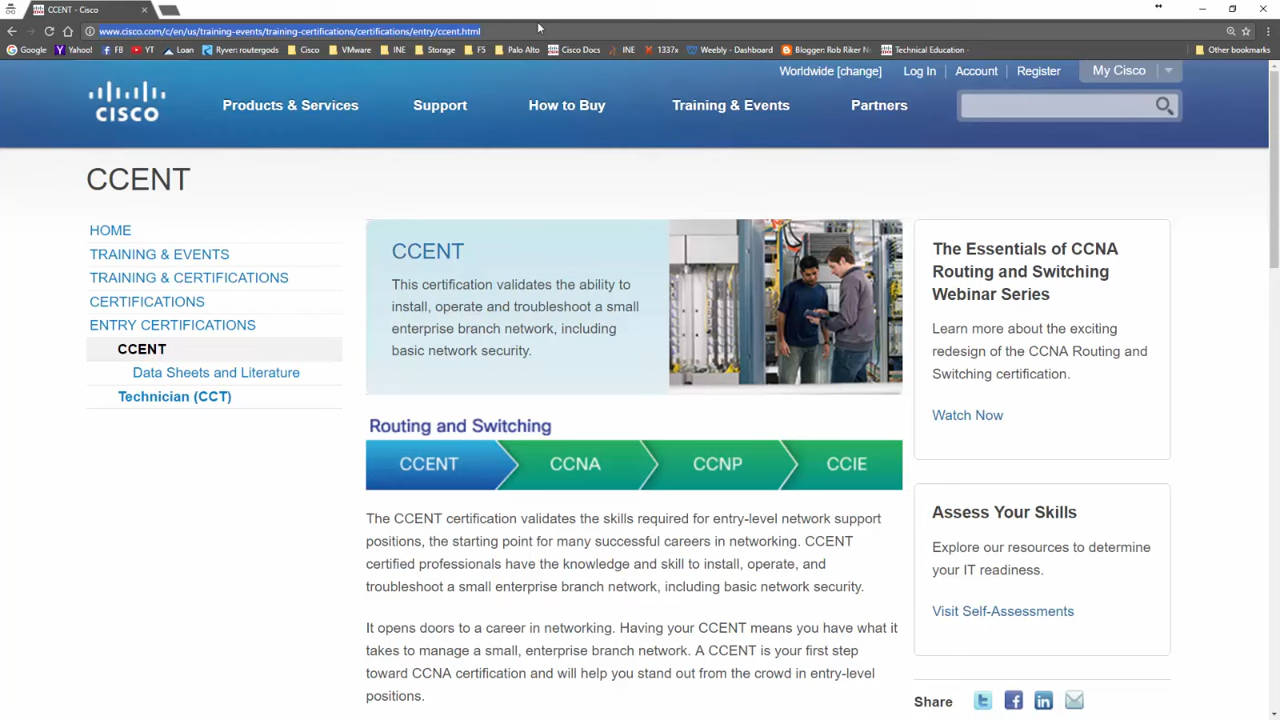 CCENT - Cisco
www.cisco.com/c/en/us/training-events/training-certifications/certifications/entry/ccent.html
Google Yahoo! FB YT Loan Ryver: routergods Cisco VMware INE Storage F5 Palo Alto Cisco Docs INE 1337x Weebly - Dashboard Blogger: Rob Riker N Technical Education - Other bookmarks
Worldwide [change] Log In Account Register My Cisco
CISCO
Products & Services Support How to Buy Training & Events Partners
CCENT
HOME
TRAINING & EVENTS
TRAINING & CERTIFICATIONS
CERTIFICATIONS
ENTRY CERTIFICATIONS
CCENT
Data Sheets and Literature
Technician (CCT)
CCENT
This certification validates the ability to
install, operate and troubleshoot a small
enterprise branch network, including
basic network security.
Routing and Switching
CCENT CCNA CCNP CCIE
The CCENT certification validates the skills required for entry-level network support
positions, the starting point for many successful careers in networking. CCENT
certified professionals have the knowledge and skill to install, operate, and
troubleshoot a small enterprise branch network, including basic network security.
It opens doors to a career in networking. Having your CCENT means you have what it
takes to manage a small, enterprise branch network. A CCENT is your first step
toward CCNA certification and will help you stand out from the crowd in entry-level
positions.
The Essentials of CCNA
Routing and Switching
Webinar Series
Learn more about the exciting
redesign of the CCNA Routing and
Switching certification.
Watch Now
Assess Your Skills
Explore our resources to determine
your IT readiness.
Visit Self-Assessments
Share